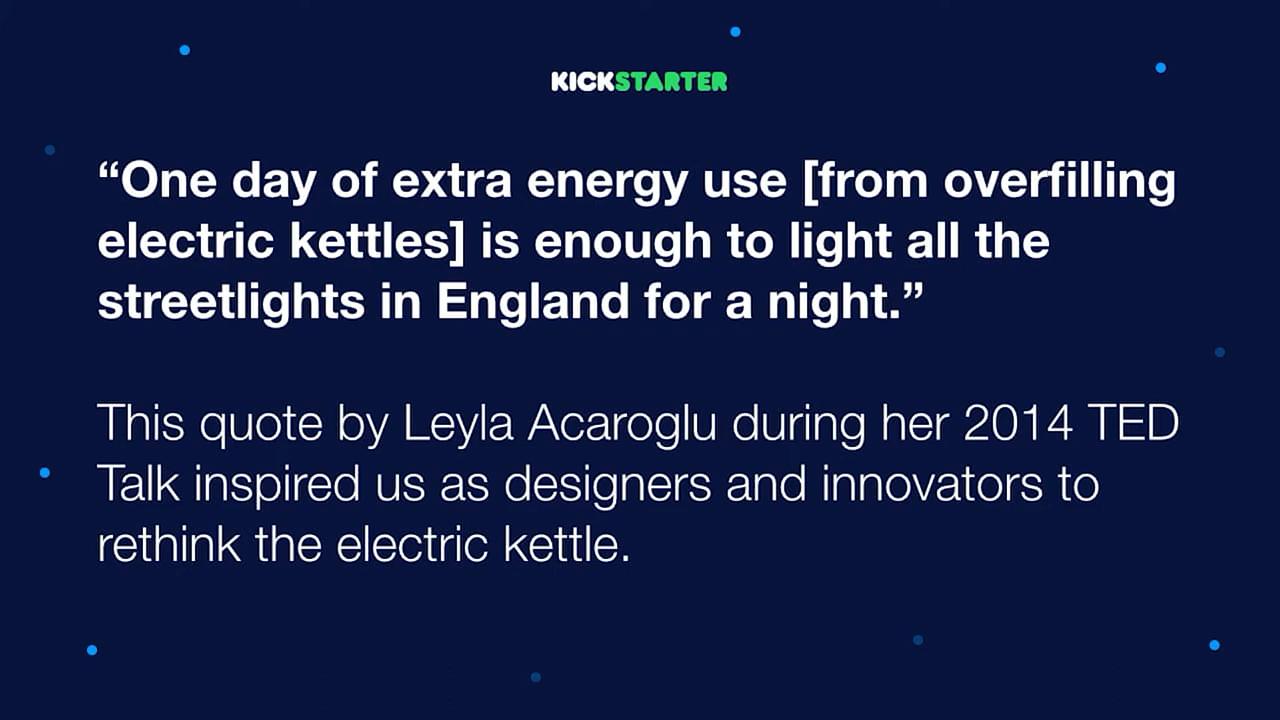 KICKSTARTER
“One day of extra energy use [from overfilling
electric kettles] is enough to light all the
streetlights in England for a night.”
This quote by Leyla Acaroglu during her 2014 TED
Talk inspired us as designers and innovators to
rethink the electric kettle.